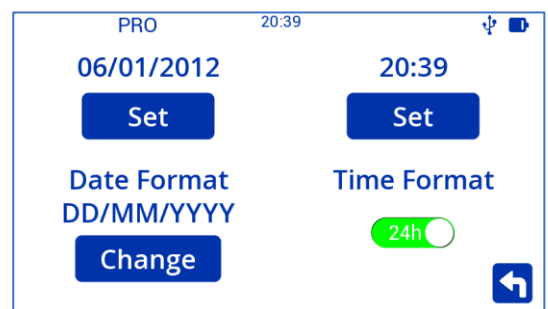 PRO 20:39
06/01/2012 20:39
Set Set
Date Format Time Format
DD/MM/YYYY
24h
Change